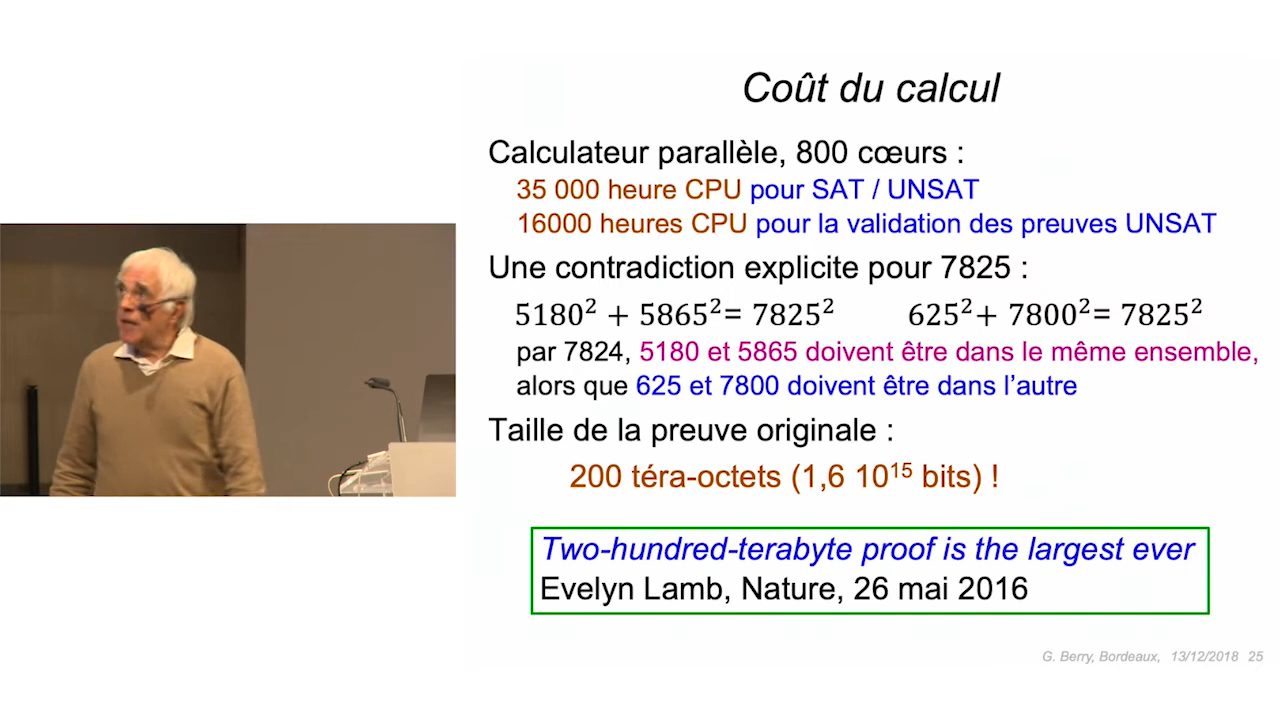 Coût du calcul
Calculateur parallèle, 800 cœurs :
35 000 heure CPU pour SAT / UNSAT
16000 heures CPU pour la validation des preuves UNSAT
Une contradiction explicite pour 7825 :
5180² + 5865²= 7825² 625²+ 7800²= 7825²
par 7824, 5180 et 5865 doivent être dans le même ensemble,
alors que 625 et 7800 doivent être dans l’autre
Taille de la preuve originale :
200 téra-octets (1,6 10¹⁵ bits) !
Two-hundred-terabyte proof is the largest ever
Evelyn Lamb, Nature, 26 mai 2016
G. Berry, Bordeaux, 13/12/2018 25